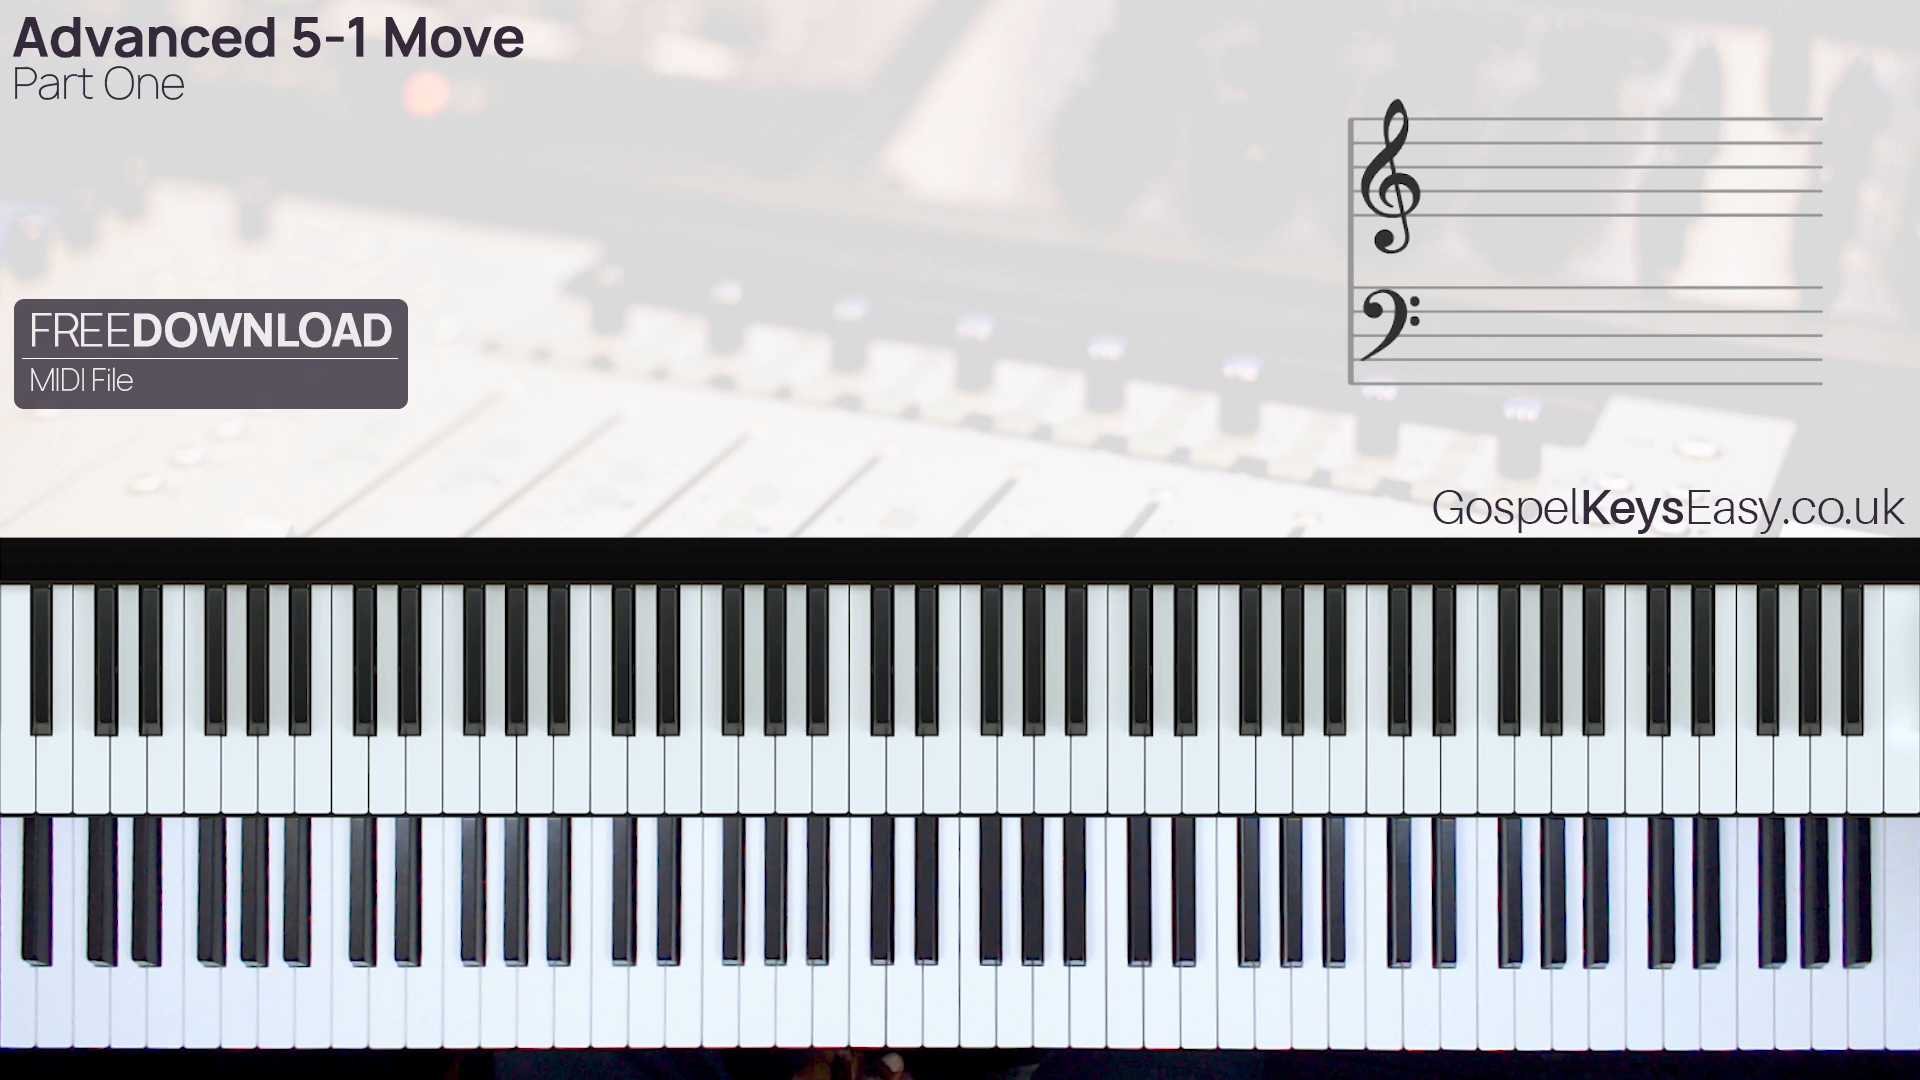 Advanced 5-1 Move
Part One
FREEDOWNLOAD
MIDI File
GospelKeysEasy.co.uk